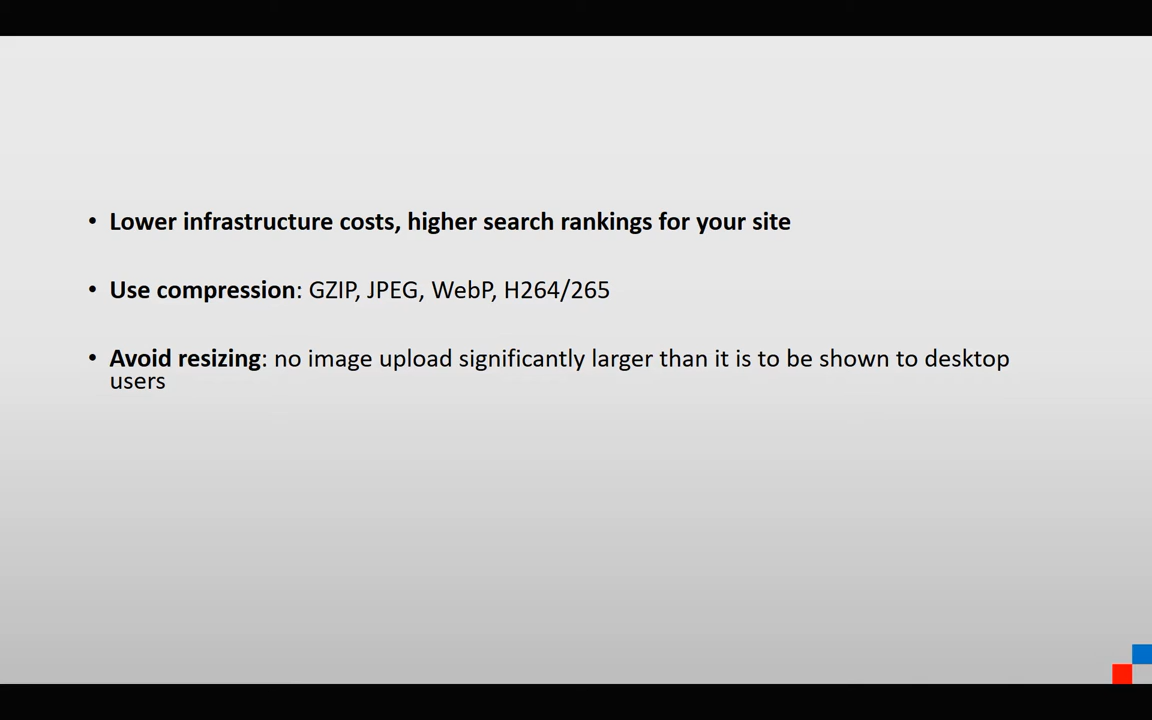 • Lower infrastructure costs, higher search rankings for your site
• Use compression: GZIP, JPEG, WebP, H264/265
• Avoid resizing: no image upload significantly larger than it is to be shown to desktop
users